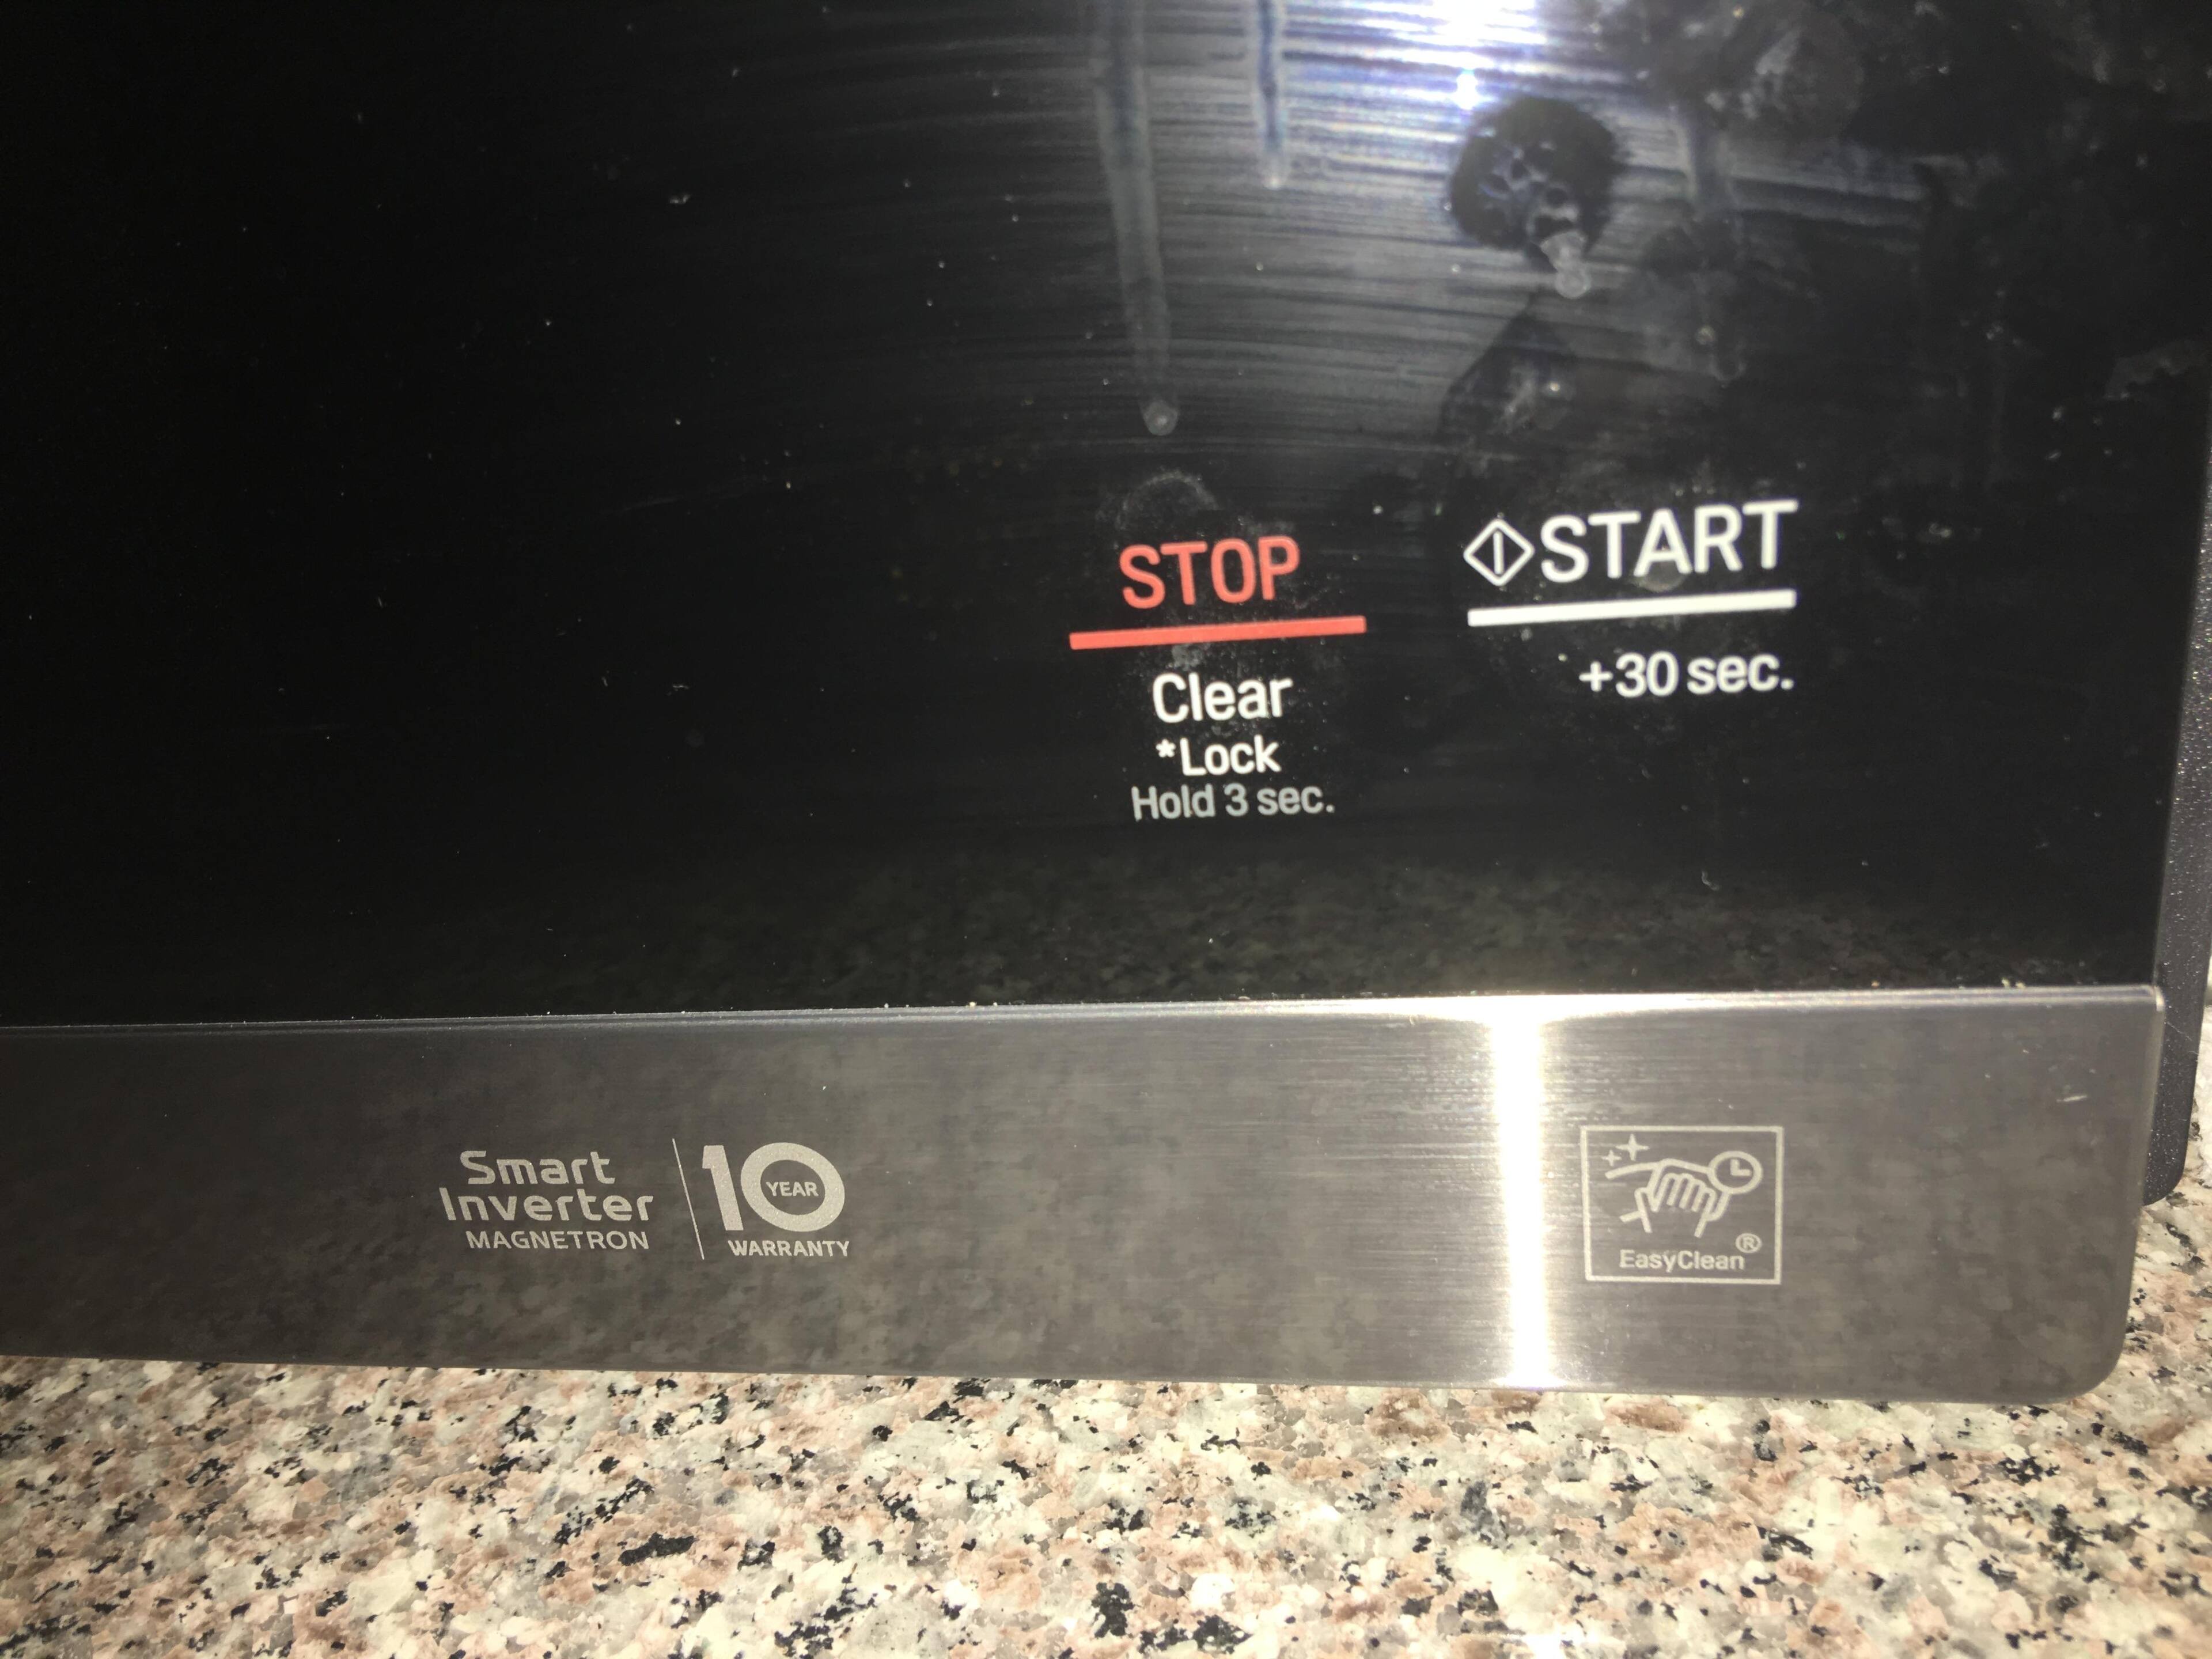 STOP
START
Clear
+30 sec.
*Lock
Hold 3 sec.
Smart
Inverter
MAGNETRON
10
YEAR
WARRANTY
EasyClean®